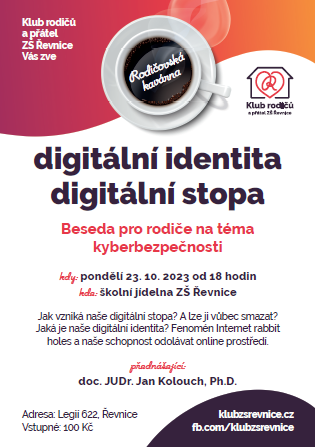 Klub rodičů
a přátel
ZŠ Řevnice
Vás zve
Rodičovská
kavárna
Klub rodičů
a přátel ZŠ Řevnice
digitální identita
digitální stopa
Beseda pro rodiče na téma
kyberbezpečnosti
kdy: pondělí 23. 10. 2023 od 18 hodin
kde: školní jídelna ZŠ Řevnice
Jak vzniká naše digitální stopa? A lze ji vůbec smazat?
Jaká je naše digitální identita? Fenomén Internet rabbit
holes a naše schopnost odolávat online prostředí.
přednášející:
doc. JUDr. Jan Kolouch, Ph.D.
Adresa: Legií 622, Řevnice
Vstupné: 100 Kč
klubzsrevnice.cz
fb.com/klubzsrevnice